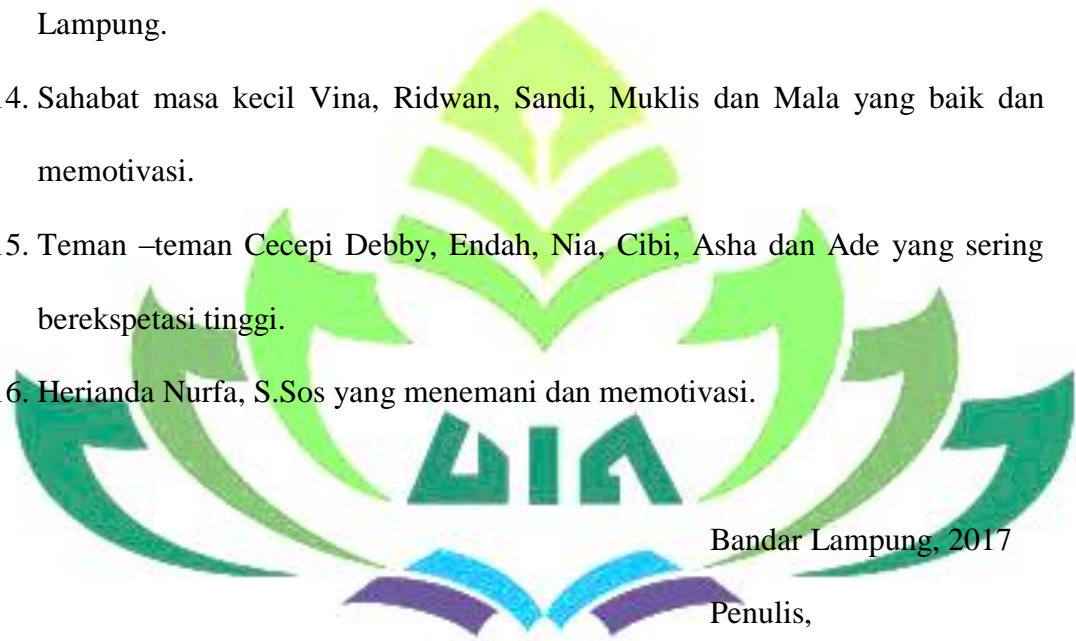 Lampung.
14. Sahabat masa kecil Vina, Ridwan, Sandi, Muklis dan Mala yang baik dan
memotivasi.
15. Teman –teman Cecepi Debby, Endah, Nia, Cibi, Asha dan Ade yang sering
berekspetasi tinggi.
16. Herianda Nurfa, S.Sos yang menemani dan memotivasi.
UIN
Bandar Lampung, 2017
Penulis,